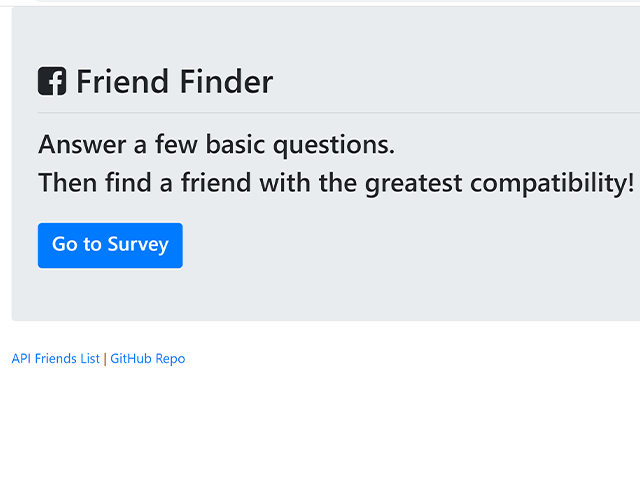 Friend Finder
Answer a few basic questions.
Then find a friend with the greatest compatibility!
Go to Survey
API Friends List | GitHub Repo